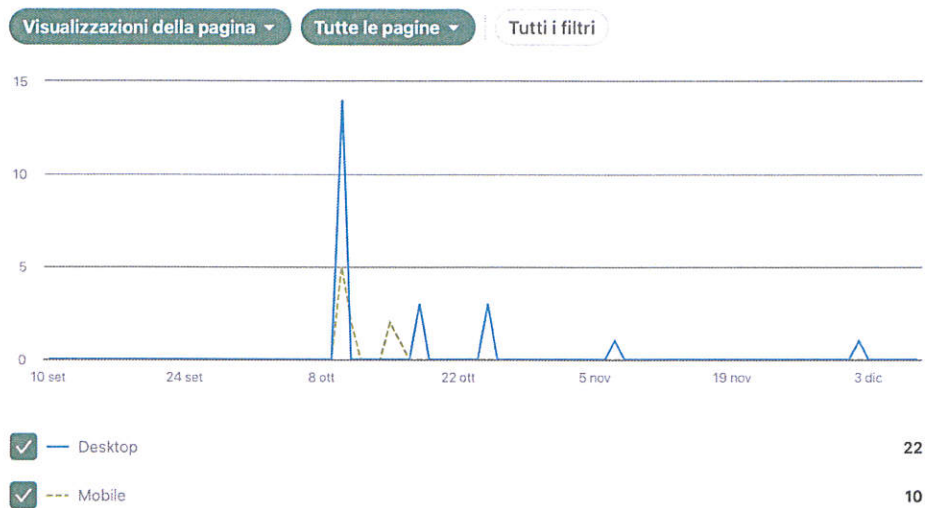 Visualizzazioni della pagina Tutte le pagine Tutti i filtri
15
10
5
0
10 set 24 set 8 ott 22 ott 5 nov 19 nov 3 dic
Desktop 22
Mobile 10